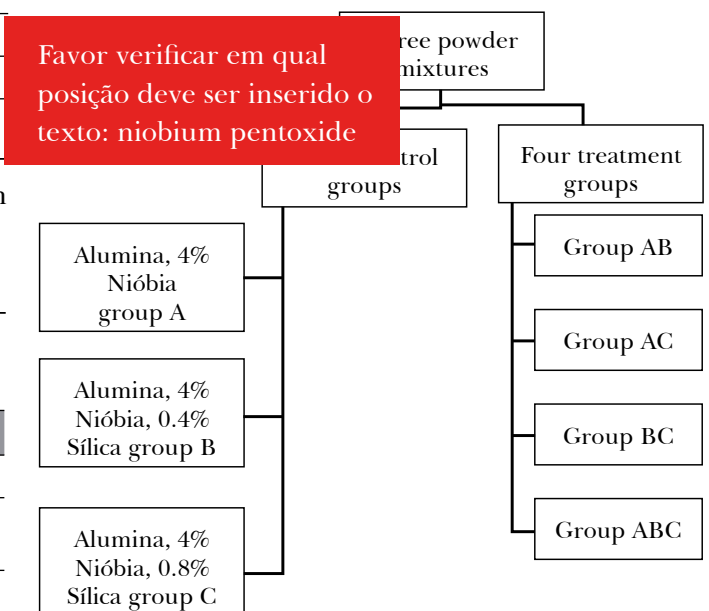 Favor verificar em qual
posição deve ser inserido o
texto: niobium pentoxide
powder
mixtures
groups
Four treatment
groups
Alumina, 4%
Nióbia
group A
Alumina, 4%
Nióbia, 0.4%
Sílica group B
Alumina, 4%
Nióbia, 0.8%
Sílica group C
Group AB
Group AC
Group BC
Group ABC